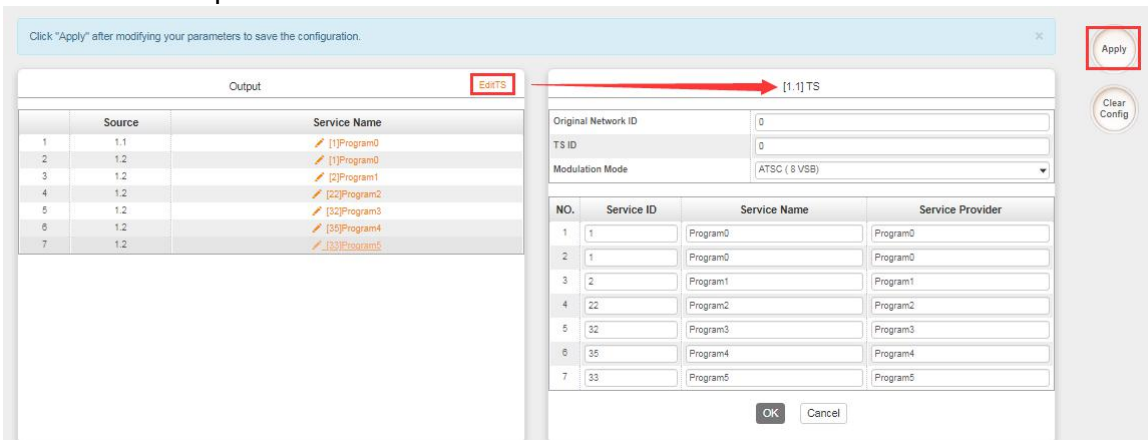 Click "Apply" after modifying your parameters to save the configuration. ×
Apply
Clear
Config
Output EditTS
Source Service Name
1 1.1 [1]Program0
2 1.2 [1]Program0
3 1.2 [2]Program1
4 1.2 [22]Program2
5 1.2 [32]Program3
6 1.2 [35]Program4
7 1.2 [33]Program5
[1.1] TS
Original Network ID 0
TS ID 0
Modulation Mode ATSC ( 8 VSB)
NO. Service ID Service Name Service Provider
1 1 Program0 Program0
2 1 Program0 Program0
3 2 Program1 Program1
4 22 Program2 Program2
5 32 Program3 Program3
6 35 Program4 Program4
7 33 Program5 Program5
OK Cancel